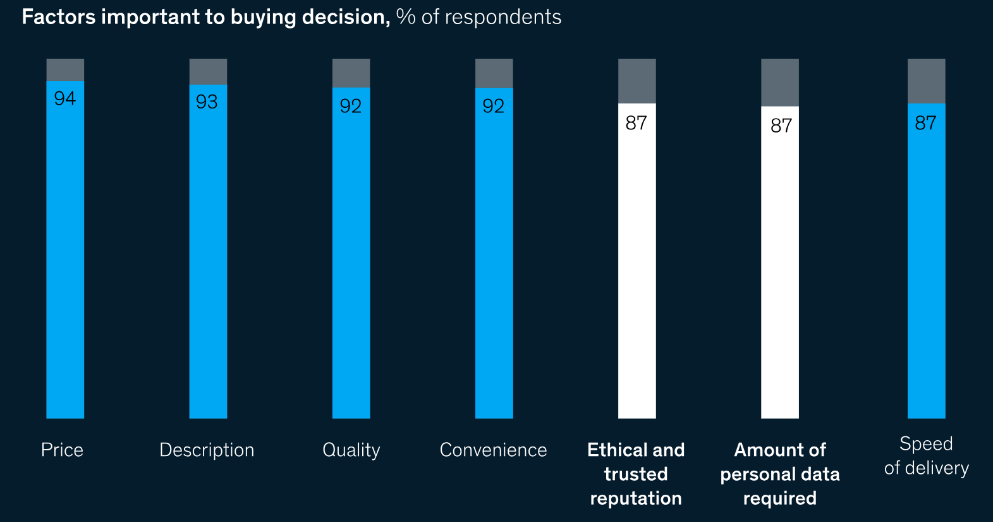 Factors important to buying decision, % of respondents
94
93
92
92
87
87
87
Price
Description
Quality
Convenience
Ethical and
trusted
reputation
Amount of
personal data
required
Speed
of delivery